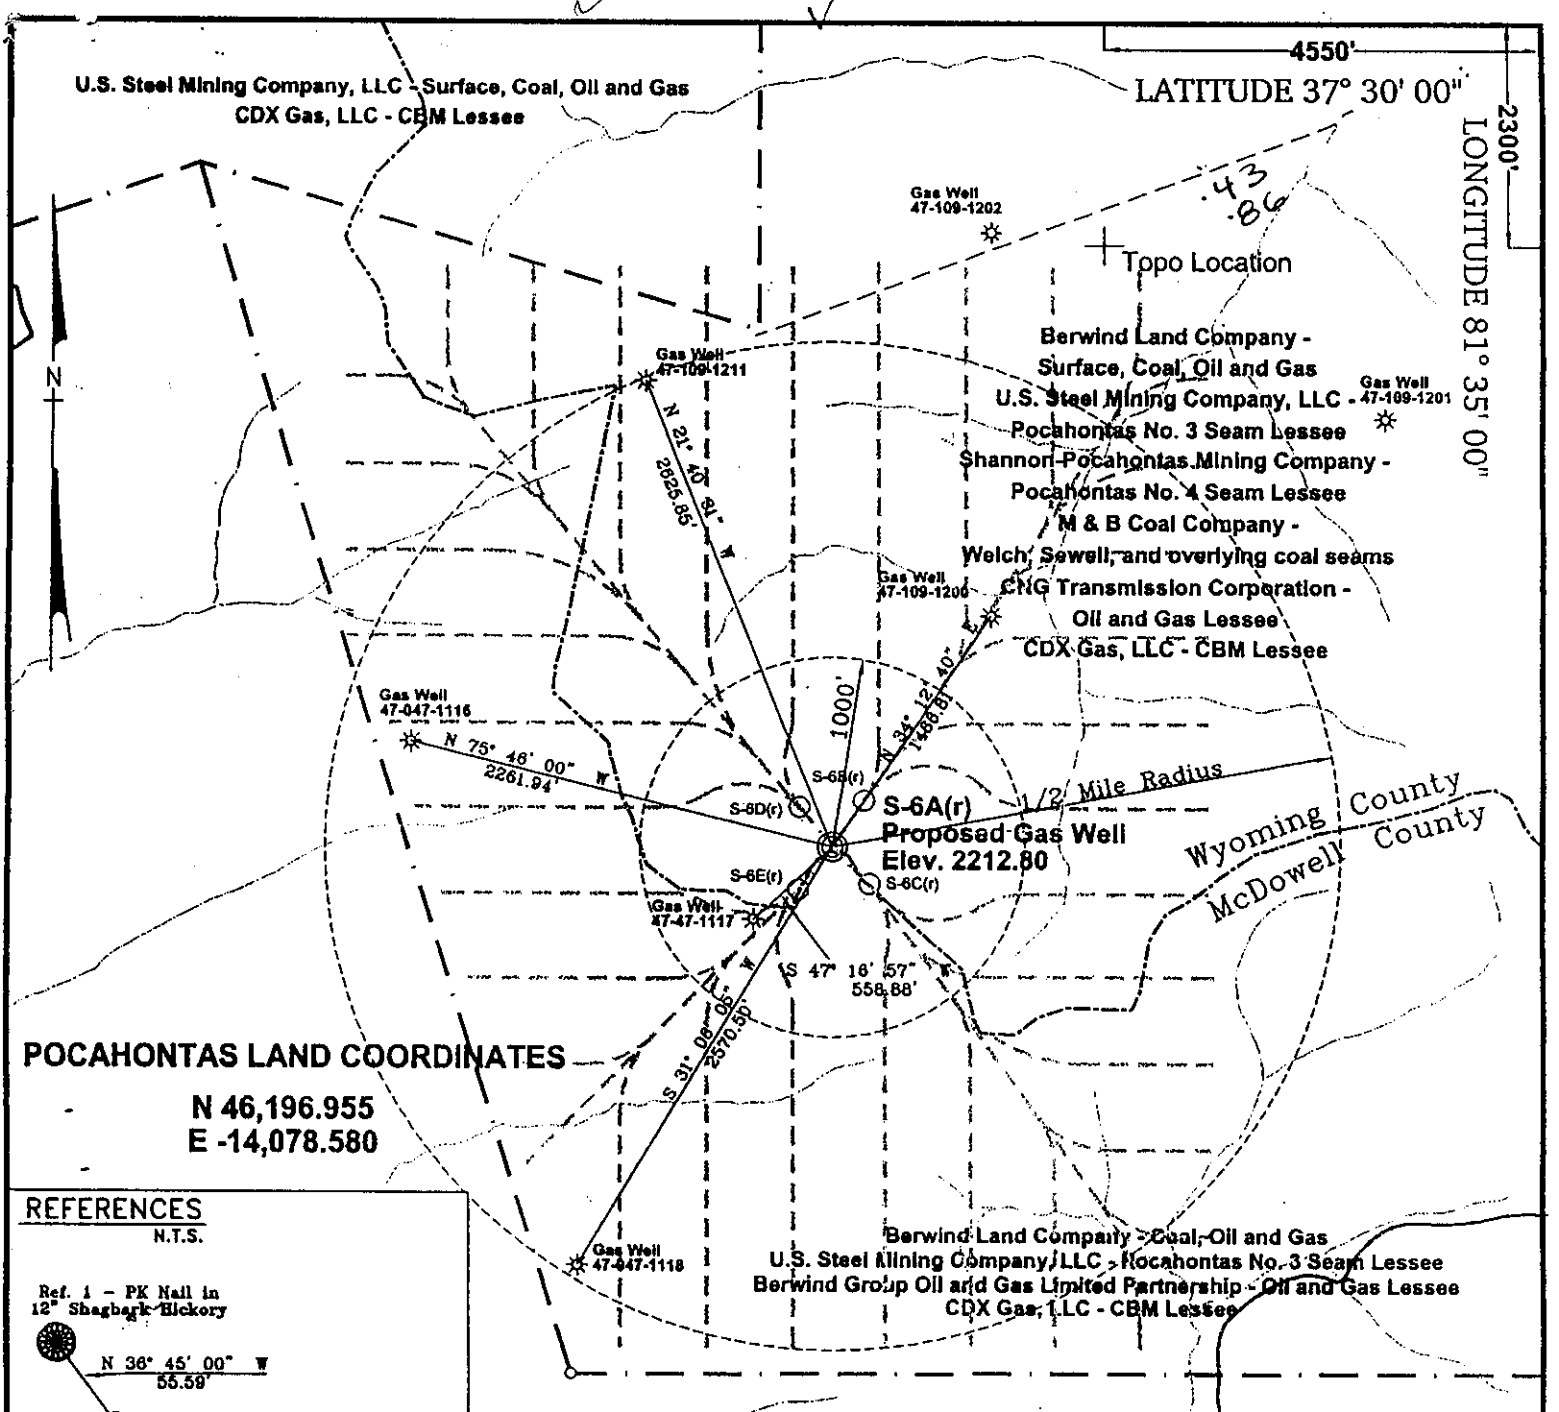 4550'
LATITUDE 37° 30' 00"
2300'
LONGITUDE 81° 35' 00"
U.S. Steel Mining Company, LLC - Surface, Coal, Oil and Gas
CDX Gas, LLC - CBM Lessee
.43
.86
Gas Well
47-109-1202
Topo Location
N
Berwind Land Company -
Surface, Coal, Oil and Gas
U.S. Steel Mining Company, LLC -
Pocahontas No. 3 Seam Lessee
Shannon-Pocahontas Mining Company -
Pocahontas No. 4 Seam Lessee
M & B Coal Company -
Welch, Sewell, and overlying coal seams
CNG Transmission Corporation -
Oil and Gas Lessee
CDX Gas, LLC - CBM Lessee
Gas Well
47-109-1201
Gas Well
47-109-1211
N 21° 40' 31" W
2625.85'
Gas Well
47-109-1200
N 34° 12' 40" E
1488.81'
1000'
Gas Well
47-047-1116
N 75° 46' 00" W
2261.94'
S-6B(r)
S-6D(r)
S-6A(r)
Proposed Gas Well
Elev. 2212.80
1/2 Mile Radius
Wyoming County
McDowell County
S-6E(r)
S-6C(r)
Gas Well
47-47-1117
S 47° 16' 57" W
558.88'
S 31° 08' 05" W
2570.50'
POCAHONTAS LAND COORDINATES
N 46,196.955
E -14,078.580
REFERENCES
N.T.S.
Ref. 1 - PK Nail in
12" Shagbark Hickory
N 36° 45' 00" W
55.59'
Gas Well
47-047-1118
Berwind Land Company - Coal, Oil and Gas
U.S. Steel Mining Company, LLC - Pocahontas No. 3 Seam Lessee
Berwind Group Oil and Gas Limited Partnership - Oil and Gas Lessee
CDX Gas, LLC - CBM Lessee